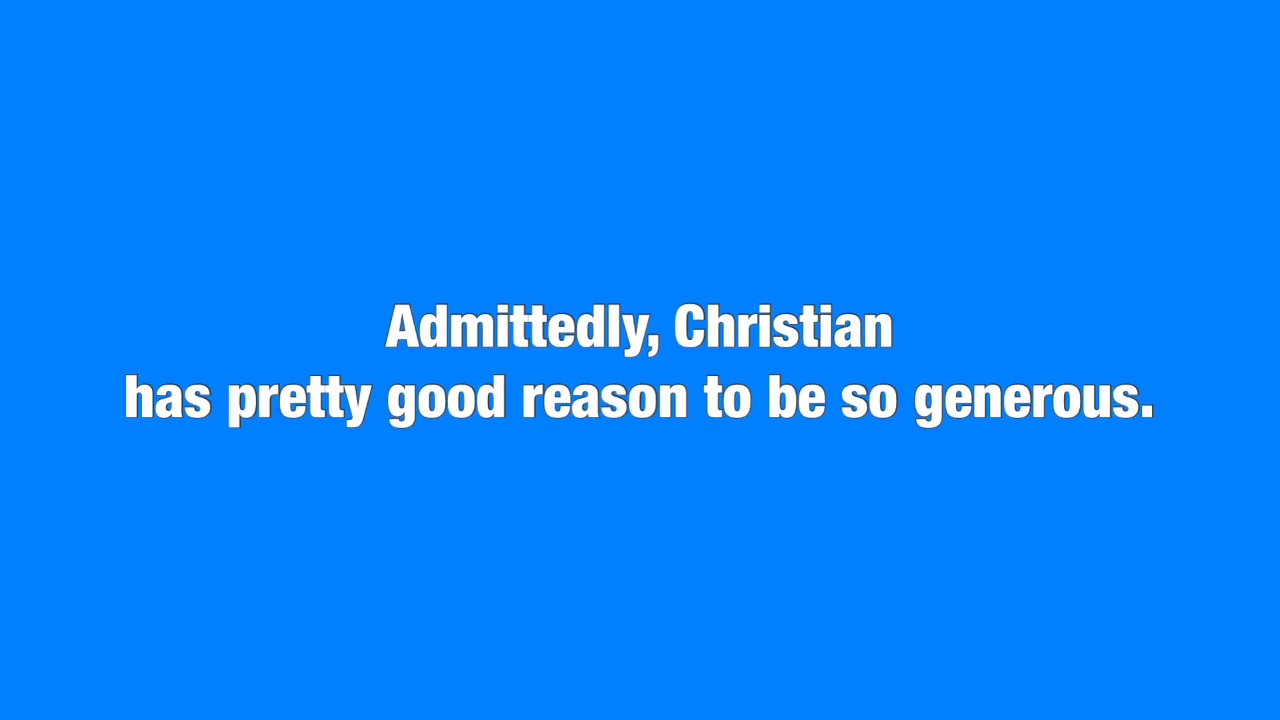 Admittedly, Christian
has pretty good reason to be so generous.